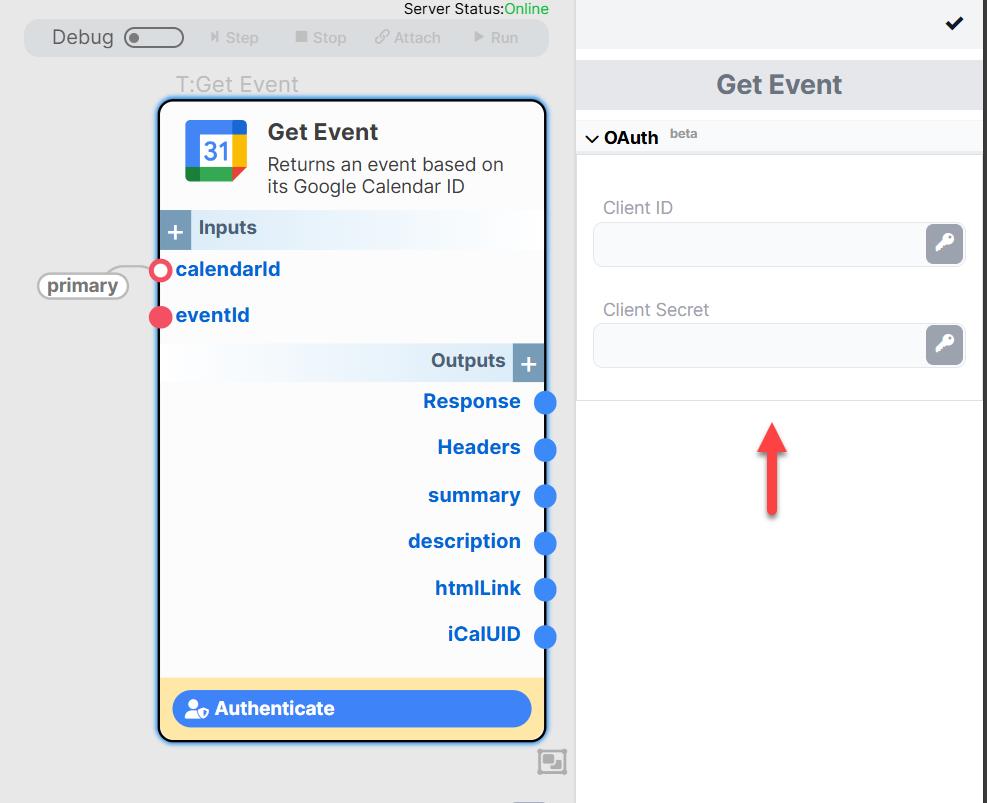 Server Status:Online
Debug Step Stop Attach Run
T:Get Event
31
Get Event
Returns an event based on
its Google Calendar ID
+ Inputs
primary
calendarId
eventId
Outputs +
Response
Headers
summary
description
htmlLink
iCalUID
Authenticate
Get Event
OAuth beta
Client ID
Client Secret